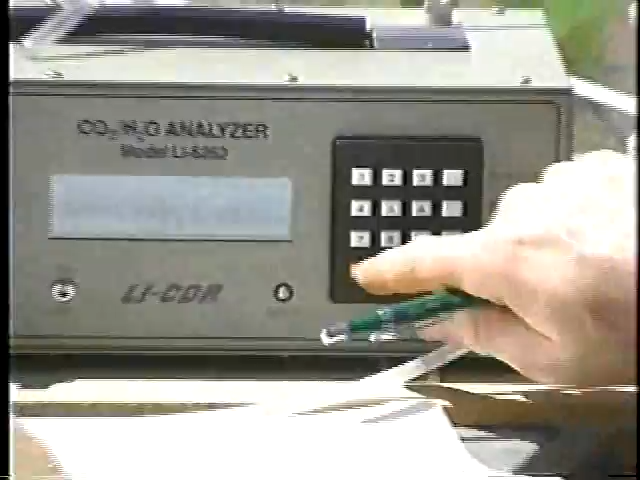 CO2/H2O ANALYZER
Model LI-6262
LI-COR
1 2 3
4 5 6
7 8